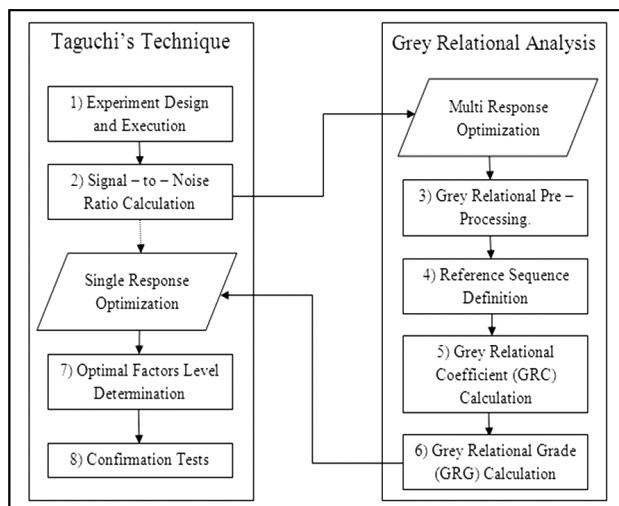 Taguchi's Technique
1) Experiment Design
and Execution
2) Signal – to – Noise
Ratio Calculation
Single Response
Optimization
7) Optimal Factors Level
Determination
8) Confirmation Tests
Grey Relational Analysis
Multi Response
Optimization
3) Grey Relational Pre –
Processing.
4) Reference Sequence
Definition
5) Grey Relational
Coefficient (GRC)
Calculation
6) Grey Relational Grade
(GRG) Calculation